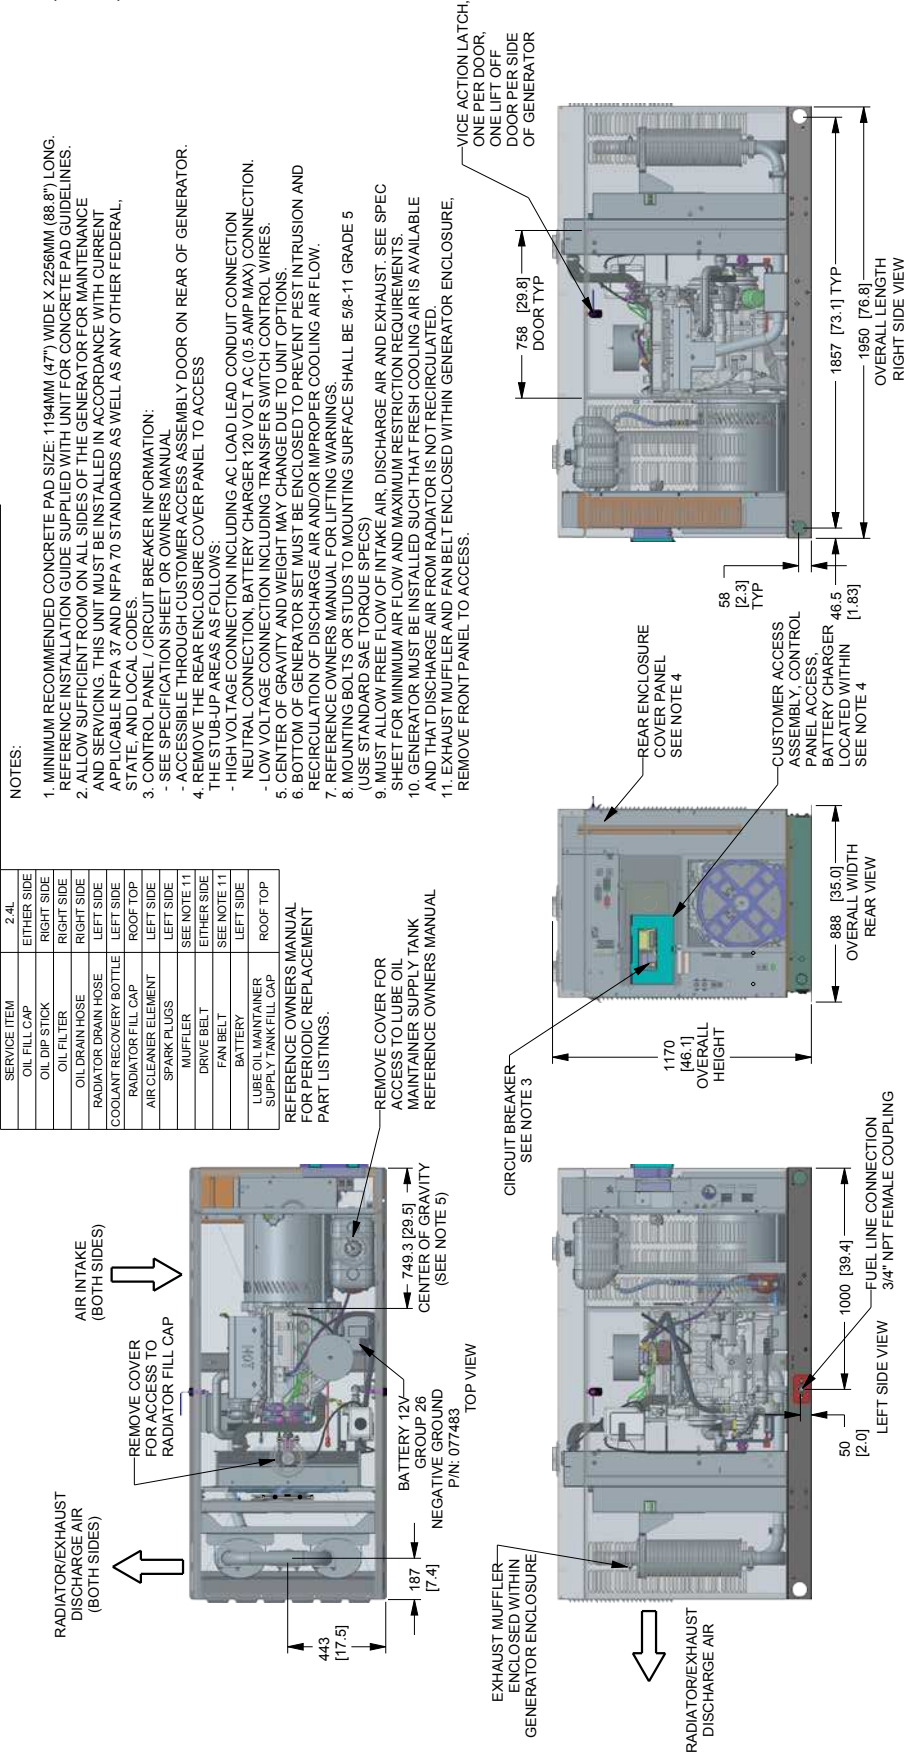 SERVICE ITEM 2.4L
OIL FILL CAP EITHER SIDE
OIL DIP STICK RIGHT SIDE
OIL FILTER RIGHT SIDE
OIL DRAIN HOSE RIGHT SIDE
RADIATOR DRAIN HOSE LEFT SIDE
COOLANT RECOVERY BOTTLE LEFT SIDE
RADIATOR FILL CAP ROOF TOP
AIR CLEANER ELEMENT LEFT SIDE
SPARK PLUGS LEFT SIDE
MUFFLER SEE NOTE 11
DRIVE BELT EITHER SIDE
FAN BELT SEE NOTE 11
BATTERY LEFT SIDE
LUBE OIL MAINTAINER
SUPPLY TANK FILL CAP ROOF TOP
REFERENCE OWNERS MANUAL
FOR PERIODIC REPLACEMENT
PART LISTINGS.
NOTES:
1. MINIMUM RECOMMENDED CONCRETE PAD SIZE: 1194MM (47") WIDE X 2256MM (88.8") LONG.
REFERENCE INSTALLATION GUIDE SUPPLIED WITH UNIT FOR CONCRETE PAD GUIDELINES.
2. ALLOW SUFFICIENT ROOM ON ALL SIDES OF THE GENERATOR FOR MAINTENANCE
AND SERVICING. THIS UNIT MUST BE INSTALLED IN ACCORDANCE WITH CURRENT
APPLICABLE NFPA 37 AND NFPA 70 STANDARDS AS WELL AS ANY OTHER FEDERAL,
STATE, AND LOCAL CODES.
3. CONTROL PANEL / CIRCUIT BREAKER INFORMATION:
- SEE SPECIFICATION SHEET OR OWNERS MANUAL
- ACCESSIBLE THROUGH CUSTOMER ACCESS ASSEMBLY DOOR ON REAR OF GENERATOR.
4. REMOVE THE REAR ENCLOSURE COVER PANEL TO ACCESS
THE STUB-UP AREAS AS FOLLOWS:
- HIGH VOLTAGE CONNECTION INCLUDING AC LOAD LEAD CONDUIT CONNECTION
NEUTRAL CONNECTION, BATTERY CHARGER 120 VOLT AC (0.5 AMP MAX) CONNECTION.
- LOW VOLTAGE CONNECTION INCLUDING TRANSFER SWITCH CONTROL WIRES.
5. CENTER OF GRAVITY AND WEIGHT MAY CHANGE DUE TO UNIT OPTIONS.
6. BOTTOM OF GENERATOR SET MUST BE ENCLOSED TO PREVENT PEST INTRUSION AND
RECIRCULATION OF DISCHARGE AIR AND/OR IMPROPER COOLING AIR FLOW.
7. REFERENCE OWNERS MANUAL FOR LIFTING WARNINGS.
8. MOUNTING BOLTS OR STUDS TO MOUNTING SURFACE SHALL BE 5/8-11 GRADE 5
(USE STANDARD SAE TORQUE SPECS)
9. MUST ALLOW FREE FLOW OF INTAKE AIR, DISCHARGE AIR AND EXHAUST. SEE SPEC
SHEET FOR MINIMUM AIR FLOW AND MAXIMUM RESTRICTION REQUIREMENTS.
10. GENERATOR MUST BE INSTALLED SUCH THAT FRESH COOLING AIR IS AVAILABLE
AND THAT DISCHARGE AIR FROM RADIATOR IS NOT RECIRCULATED.
11. EXHAUST MUFFLER AND FAN BELT ENCLOSED WITHIN GENERATOR ENCLOSURE,
REMOVE FRONT PANEL TO ACCESS.
RADIATOR/EXHAUST
DISCHARGE AIR
(BOTH SIDES)
REMOVE COVER
FOR ACCESS TO
RADIATOR FILL CAP
AIR INTAKE
(BOTH SIDES)
443
[17.5]
187
[7.4]
BATTERY 12V
GROUP 26
NEGATIVE GROUND
P/N: 077483
TOP VIEW
749.3 [29.5]
CENTER OF GRAVITY
(SEE NOTE 5)
REMOVE COVER FOR
ACCESS TO LUBE OIL
MAINTAINER SUPPLY TANK
REFERENCE OWNERS MANUAL
EXHAUST MUFFLER
ENCLOSED WITHIN
GENERATOR ENCLOSURE
RADIATOR/EXHAUST
DISCHARGE AIR
50
[2.0]
LEFT SIDE VIEW
1000 [39.4]
FUEL LINE CONNECTION
3/4" NPT FEMALE COUPLING
CIRCUIT BREAKER
SEE NOTE 3
1170
[46.1]
OVERALL
HEIGHT
888 [35.0]
OVERALL WIDTH
REAR VIEW
REAR ENCLOSURE
COVER PANEL
SEE NOTE 4
CUSTOMER ACCESS
ASSEMBLY, CONTROL
PANEL ACCESS,
BATTERY CHARGER
LOCATED WITHIN
SEE NOTE 4
VICE ACTION LATCH,
ONE PER DOOR,
ONE LIFT OFF
DOOR PER SIDE
OF GENERATOR
758 [29.8]
DOOR TYP
58
[2.3]
TYP
46.5
[1.83]
1857 [73.1] TYP
1950 [76.8]
OVERALL LENGTH
RIGHT SIDE VIEW